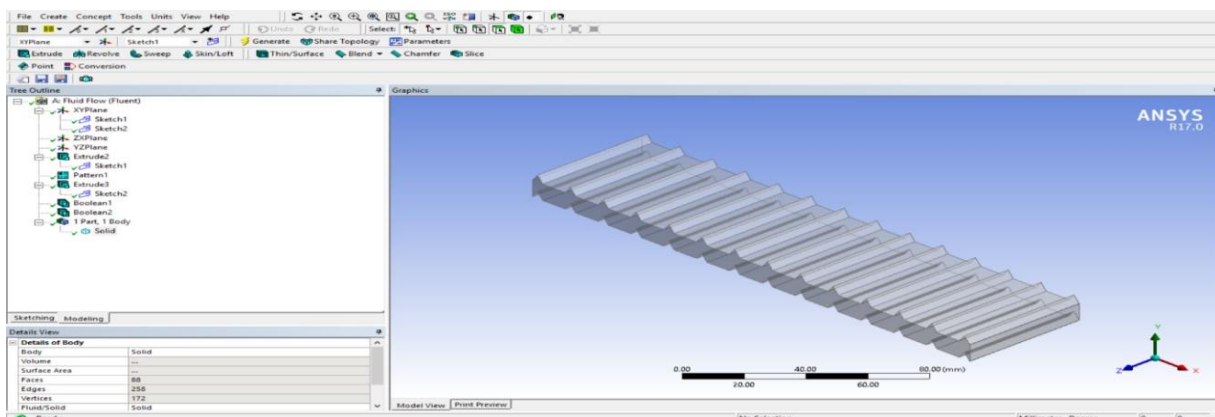 File Create Concept Tools Units View Help
Undo Redo Select:
XYPlane Sketch1 Generate Share Topology Parameters
Extrude Revolve Sweep Skin/Loft Thin/Surface Blend Chamfer Slice
Point Conversion
Tree Outline
A: Fluid Flow (Fluent)
XYPlane
Sketch1
Sketch2
ZXPlane
YZPlane
Extrude2
Sketch1
Pattern1
Extrude3
Sketch2
Boolean1
Boolean2
1 Part, 1 Body
Solid
Sketching Modeling
Details View
Details of Body
Body Solid
Volume ...
Surface Area ...
Faces 88
Edges 258
Vertices 172
Fluid/Solid Solid
Graphics
ANSYS
R17.0
0.00 40.00 80.00 (mm)
20.00 60.00
Y
Z X
Model View Print Preview
No Selection